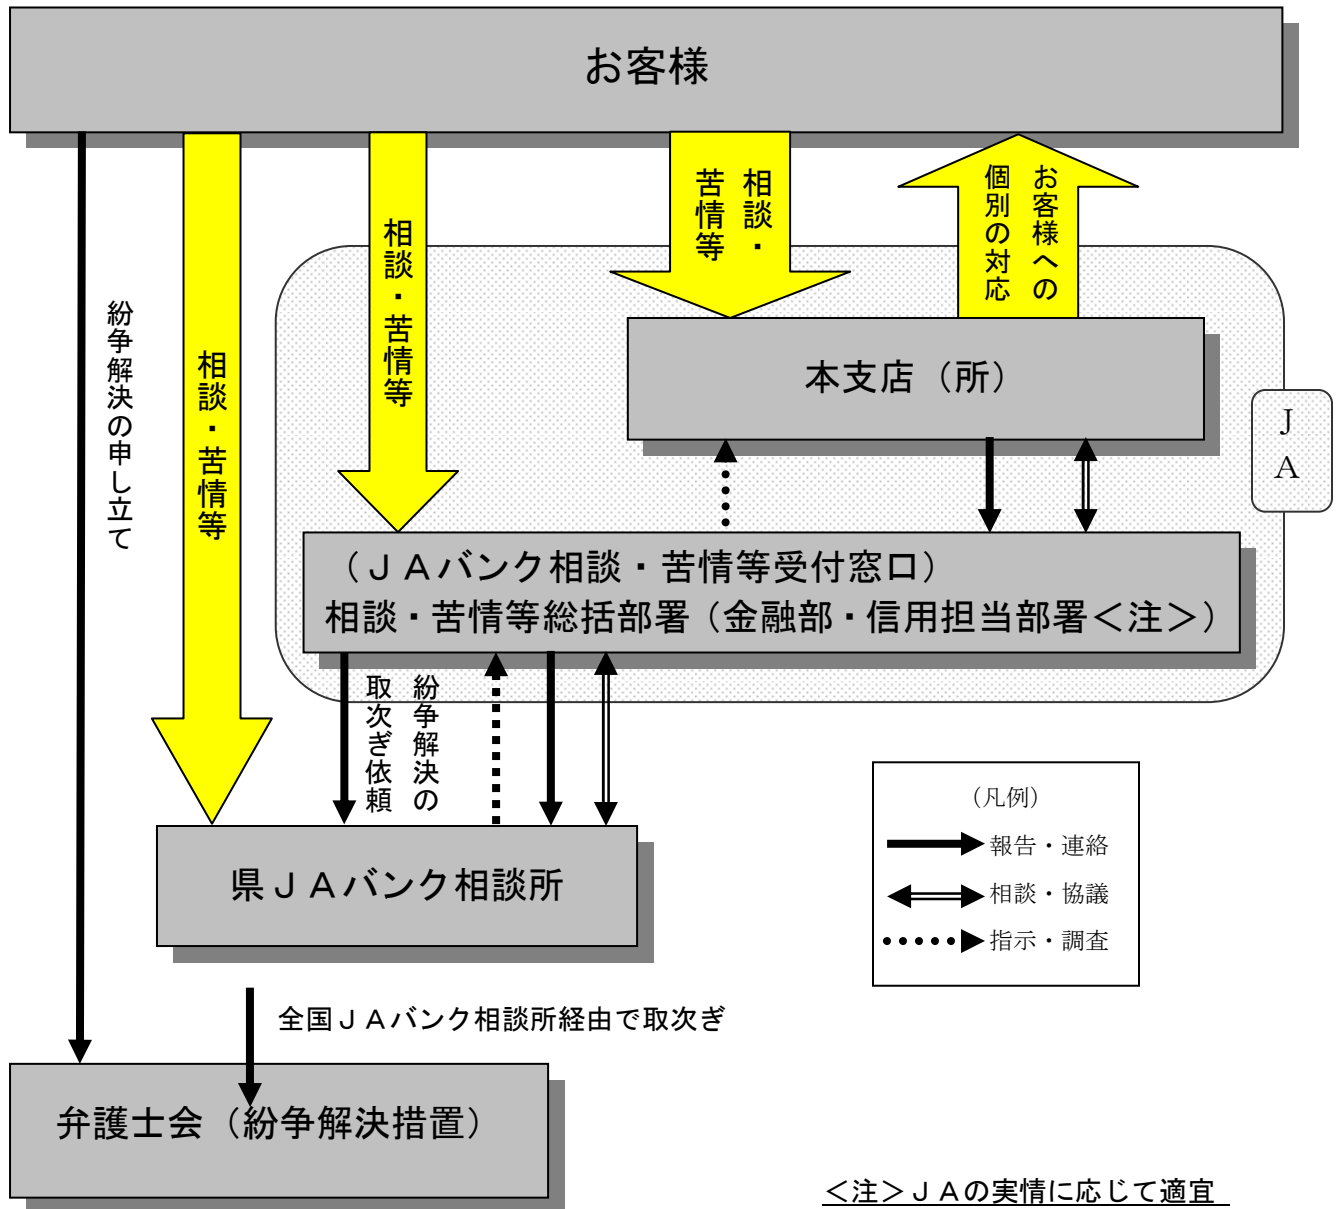 お客様
紛争解決の申し立て
相談・苦情等
相談・苦情等
相談・
苦情等
お客様への
個別の対応
本支店（所）
ＪＡ
（ＪＡバンク相談・苦情等受付窓口）
相談・苦情等総括部署（金融部・信用担当部署＜注＞）
紛争解決の
取次ぎ依頼
県ＪＡバンク相談所
（凡例）
報告・連絡
相談・協議
指示・調査
全国ＪＡバンク相談所経由で取次ぎ
弁護士会（紛争解決措置）
＜注＞ＪＡの実情に応じて適宜